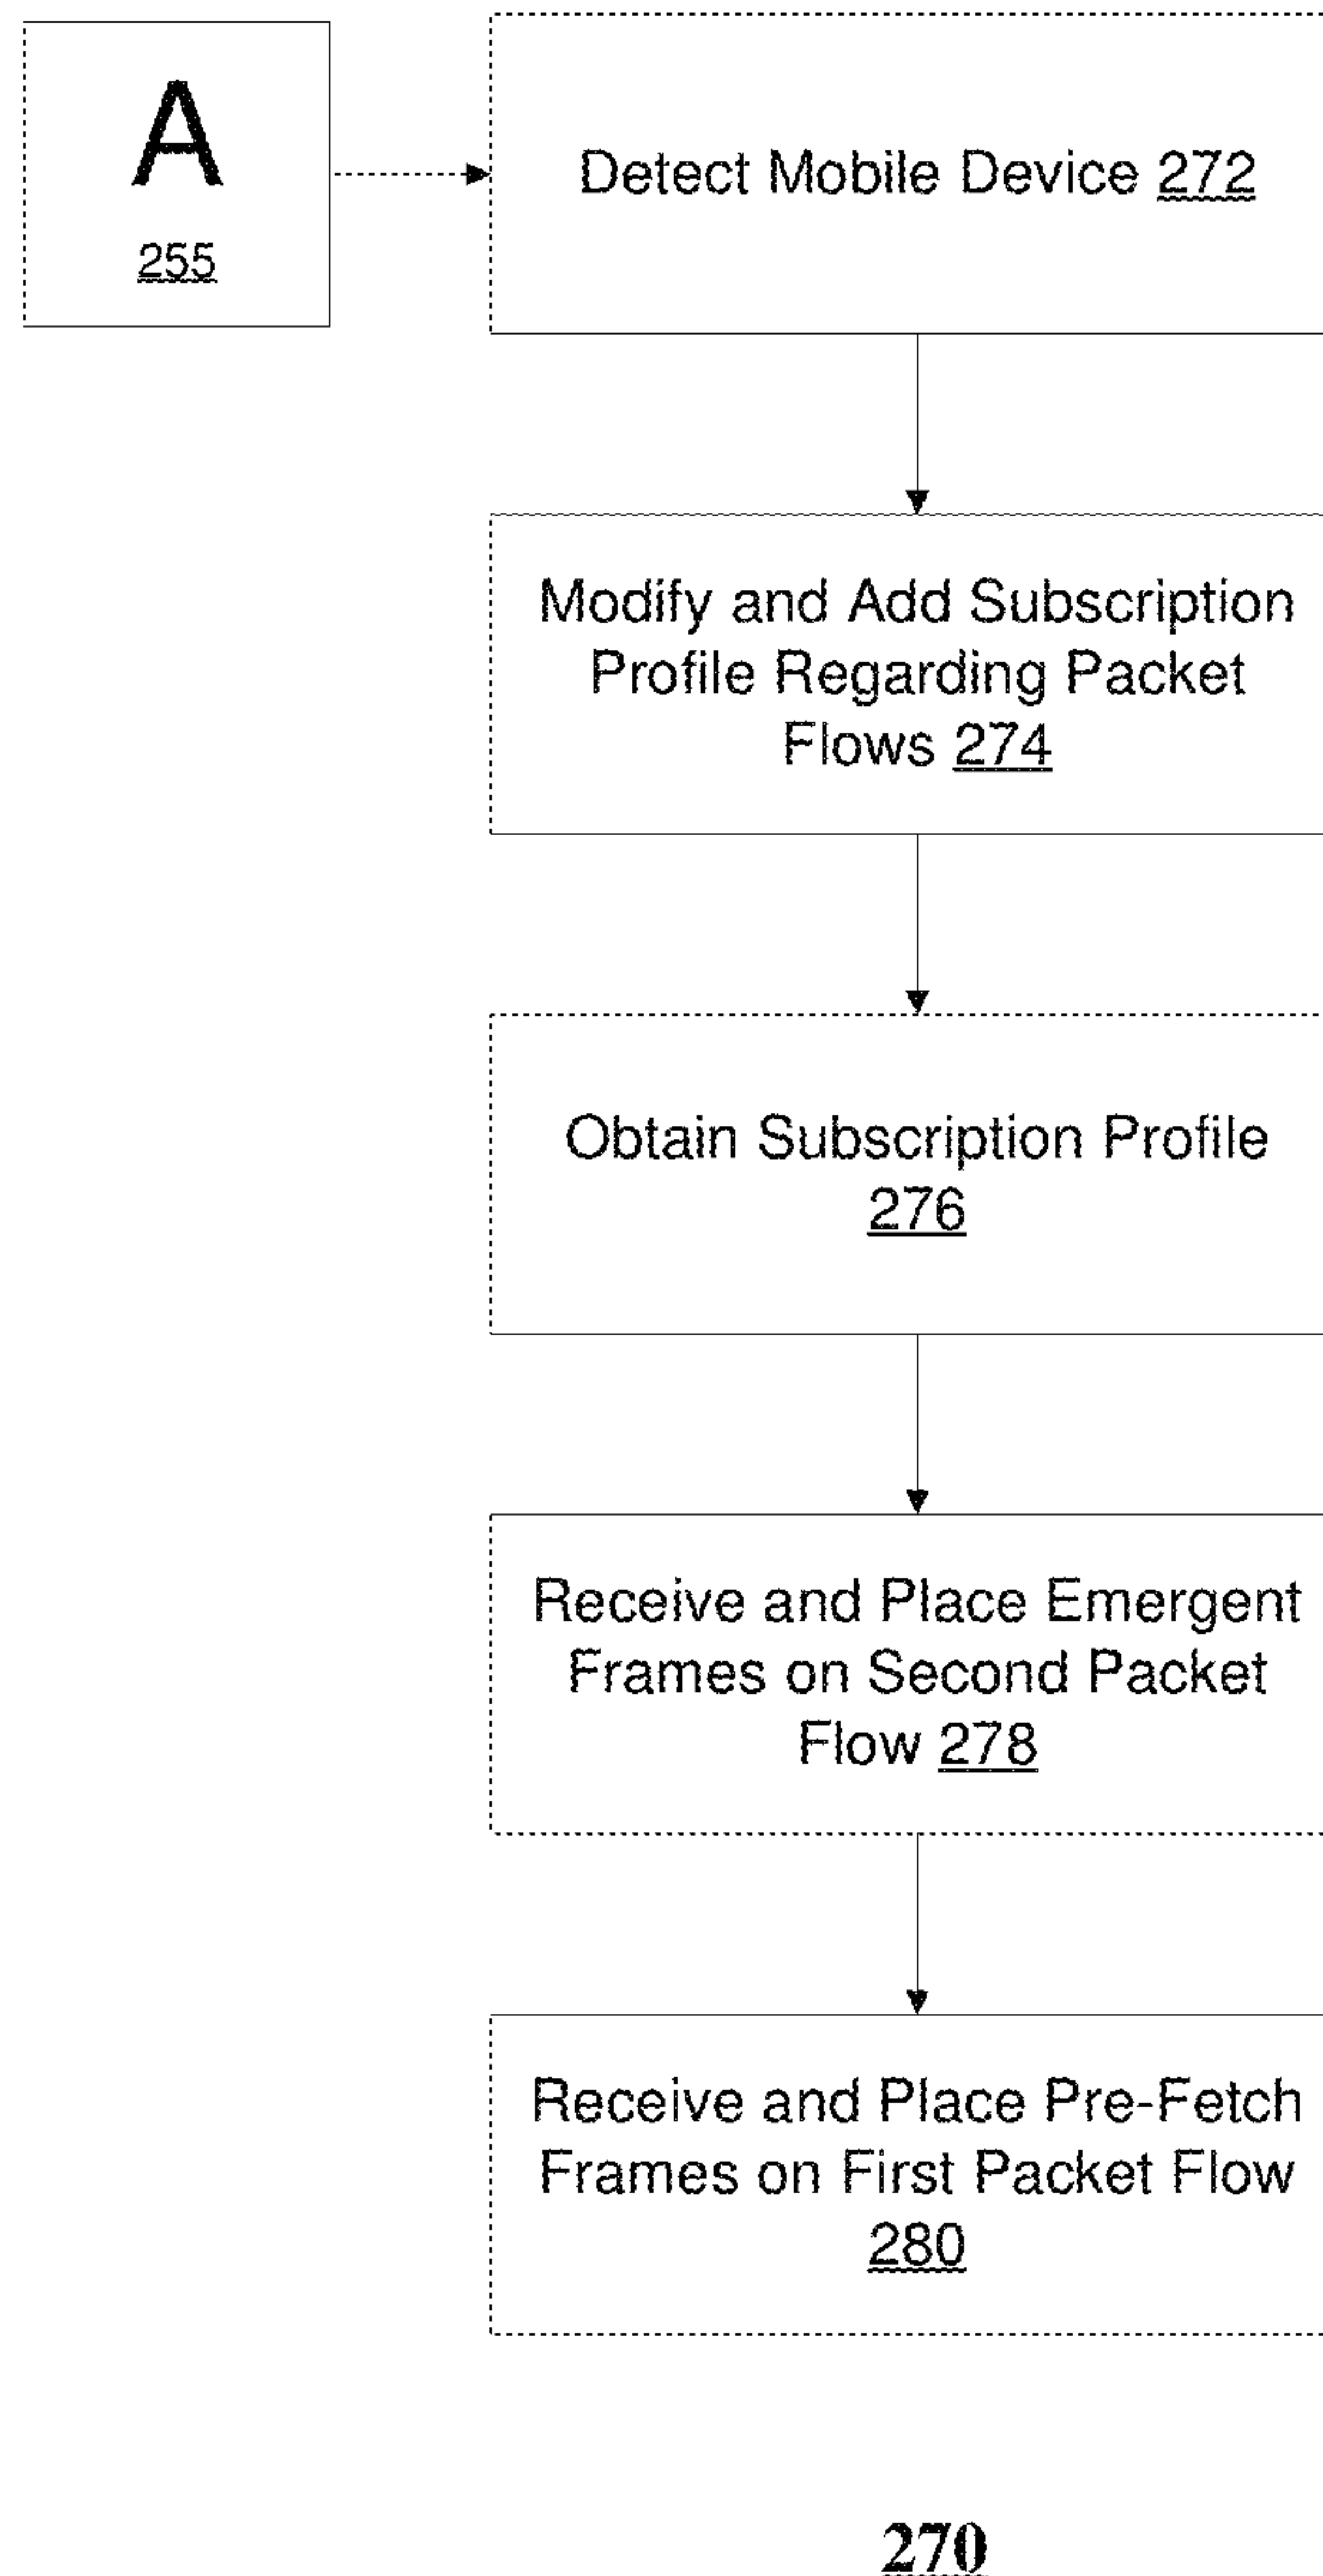 A
255
Detect Mobile Device 272
Modify and Add Subscription
Profile Regarding Packet
Flows 274
Obtain Subscription Profile
276
Receive and Place Emergent
Frames on Second Packet
Flow 278
Receive and Place Pre-Fetch
Frames on First Packet Flow
280
270